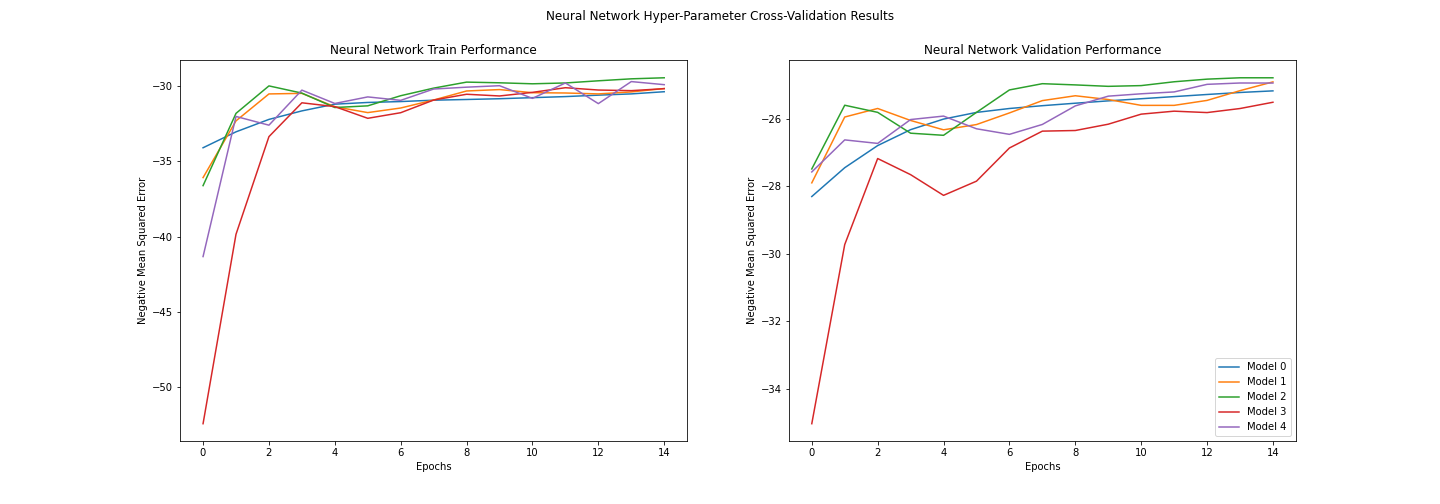 Neural Network Hyper-Parameter Cross-Validation Results
Neural Network Train Performance
Negative Mean Squared Error
−30
−35
−40
−45
−50
0 2 4 6 8 10 12 14
Epochs
Neural Network Validation Performance
Negative Mean Squared Error
−26
−28
−30
−32
−34
0 2 4 6 8 10 12 14
Epochs
Model 0
Model 1
Model 2
Model 3
Model 4